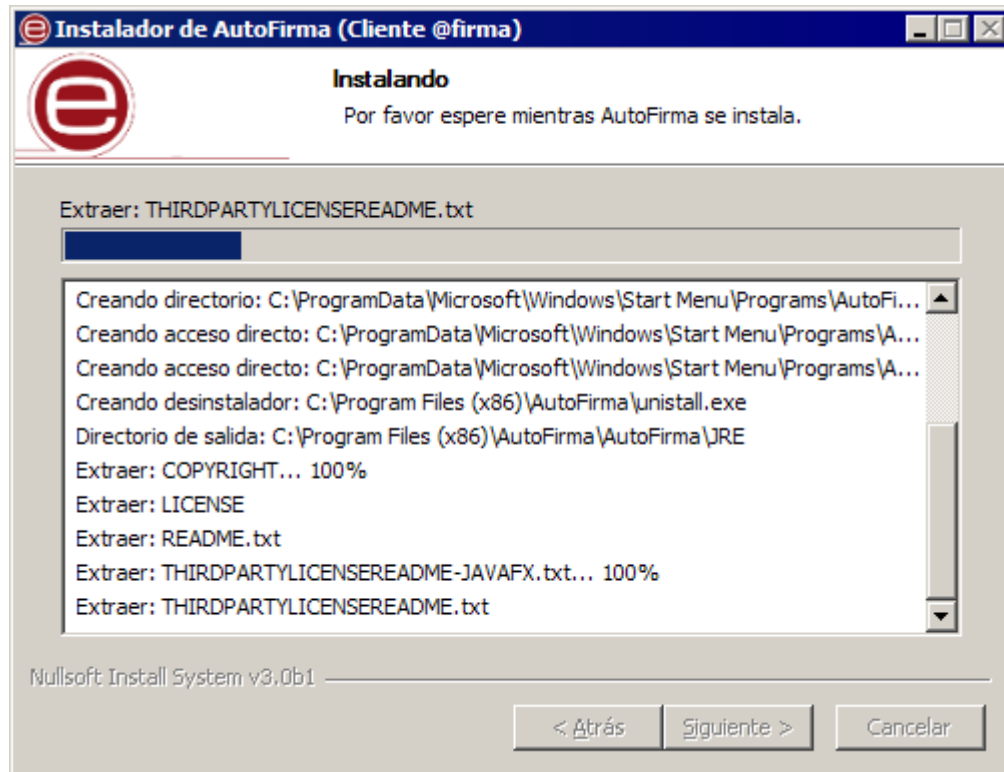 Instalador de AutoFirma (Cliente @firma)
Instalando
Por favor espere mientras AutoFirma se instala.
Extraer: THIRDPARTYLICENSEREADME.txt
Creando directorio: C:\ProgramData\Microsoft\Windows\Start Menu\Programs\AutoFi...
Creando acceso directo: C:\ProgramData\Microsoft\Windows\Start Menu\Programs\A...
Creando acceso directo: C:\ProgramData\Microsoft\Windows\Start Menu\Programs\A...
Creando desinstalador: C:\Program Files (x86)\AutoFirma\unistall.exe
Directorio de salida: C:\Program Files (x86)\AutoFirma\AutoFirma\JRE
Extraer: COPYRIGHT... 100%
Extraer: LICENSE
Extraer: README.txt
Extraer: THIRDPARTYLICENSEREADME-JAVAFX.txt... 100%
Extraer: THIRDPARTYLICENSEREADME.txt
Nullsoft Install System v3.0b1
< Atrás Siguiente > Cancelar